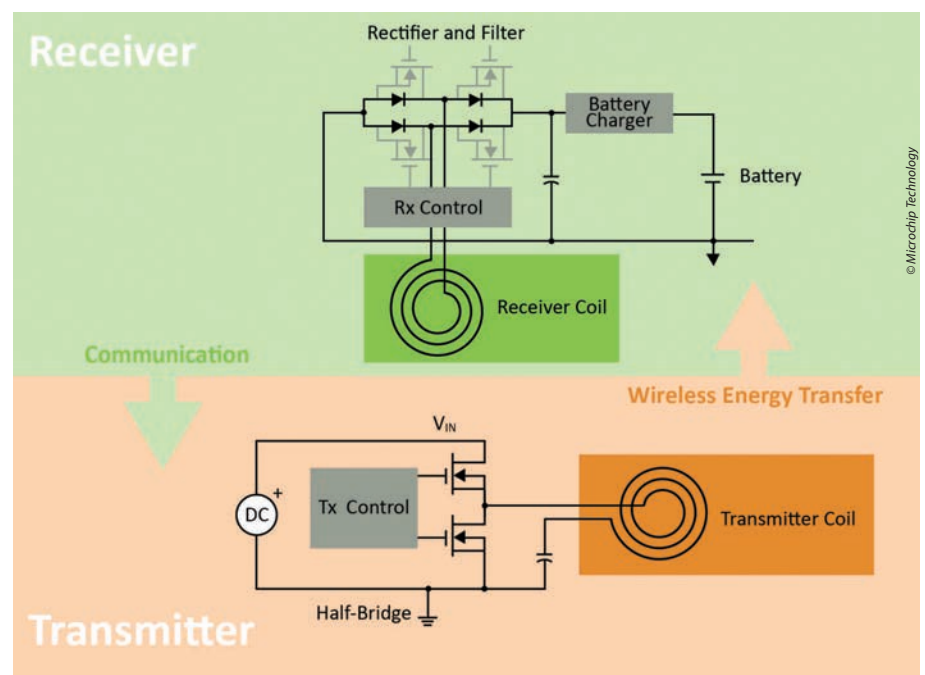 Receiver
Rectifier and Filter
Battery
Charger
Battery
Rx Control
Receiver Coil
© Microchip Technology
Communication
Wireless Energy Transfer
VIN
DC
+
Tx Control
Transmitter Coil
Half-Bridge
Transmitter